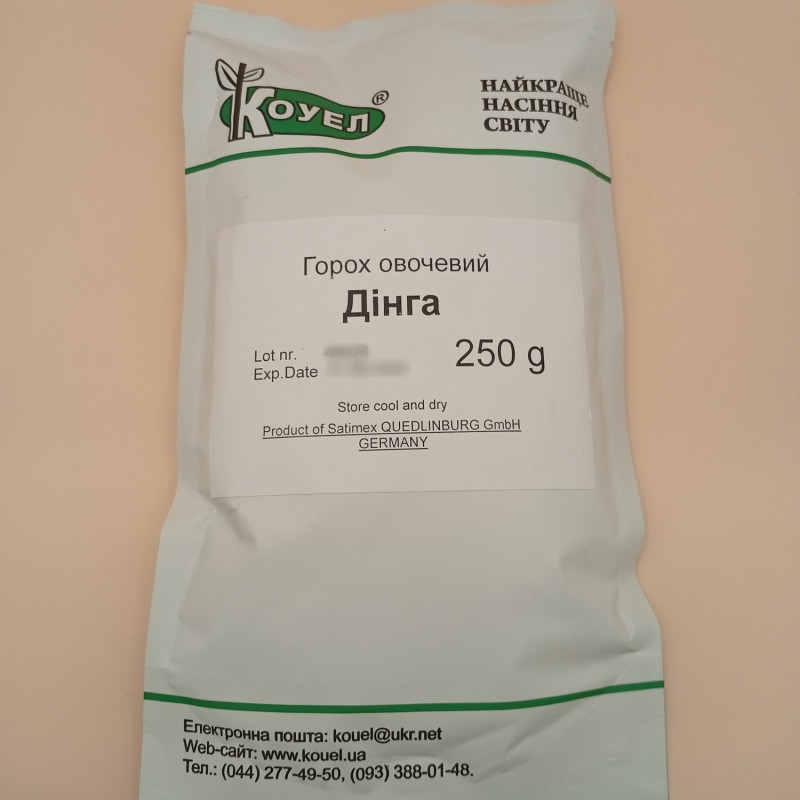 Коуел®
НАЙКРАЩЕ
НАСІННЯ
СВІТУ
Горох овочевий
Дінга
Lot nr.
Exp.Date
250 g
Store cool and dry
Product of Satimex QUEDLINBURG GmbH
GERMANY
Електронна пошта: kouel@ukr.net
Web-сайт: www.kouel.ua
Тел.: (044) 277-49-50, (093) 388-01-48.